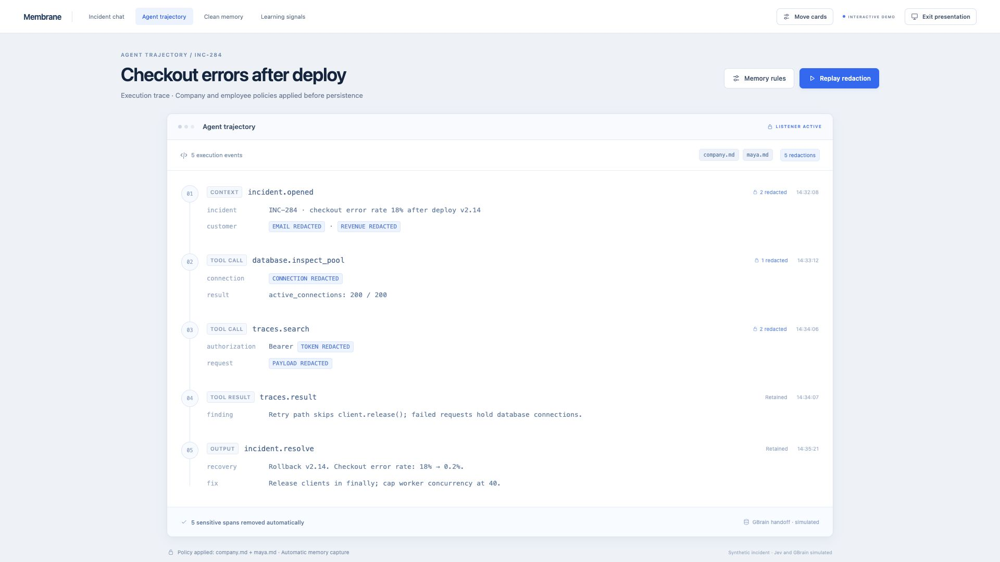 Membrane Incident chat Agent trajectory Clean memory Learning signals Move cards INTERACTIVE DEMO Exit presentation
AGENT TRAJECTORY / INC-284
Checkout errors after deploy
Memory rules Replay redaction
Execution trace · Company and employee policies applied before persistence
Agent trajectory LISTENER ACTIVE
5 execution events company.md maya.md 5 redactions
01 CONTEXT incident.opened 2 redacted 14:32:08
incident INC–284 · checkout error rate 18% after deploy v2.14
customer EMAIL REDACTED · REVENUE REDACTED
02 TOOL CALL database.inspect_pool 1 redacted 14:33:12
connection CONNECTION REDACTED
result active_connections: 200 / 200
03 TOOL CALL traces.search 2 redacted 14:34:06
authorization Bearer TOKEN REDACTED
request PAYLOAD REDACTED
04 TOOL RESULT traces.result Retained 14:34:07
finding Retry path skips client.release(); failed requests hold database connections.
05 OUTPUT incident.resolve Retained 14:35:21
recovery Rollback v2.14. Checkout error rate: 18% → 0.2%.
fix Release clients in finally; cap worker concurrency at 40.
5 sensitive spans removed automatically GBrain handoff · simulated
Policy applied: company.md + maya.md · Automatic memory capture Synthetic incident · Jev and GBrain simulated